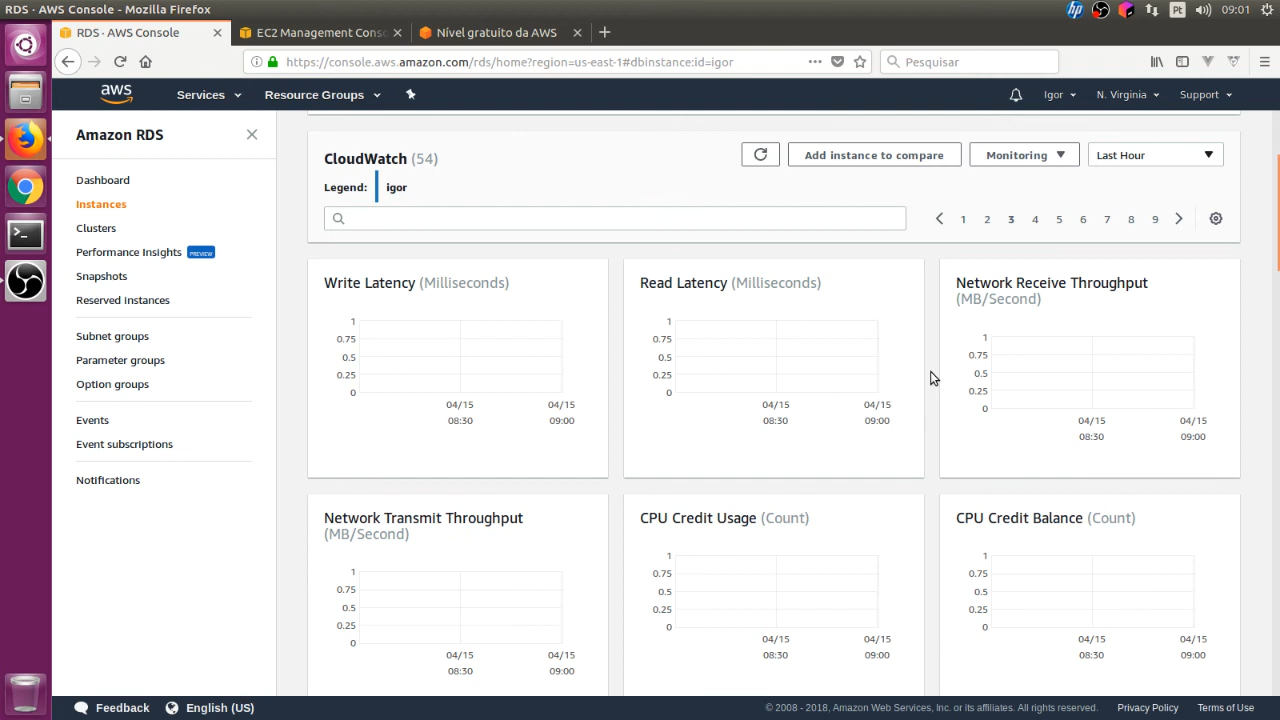 RDS · AWS Console - Mozilla Firefox
Pt
09:01
RDS · AWS Console
EC2 Management Conso
Nível gratuito da AWS
https://console.aws.amazon.com/rds/home?region=us-east-1#dbinstance:id=igor
Pesquisar
aws
Services
Resource Groups
Igor
N. Virginia
Support
Amazon RDS
Dashboard
Instances
Clusters
Performance Insights PREVIEW
Snapshots
Reserved instances
Subnet groups
Parameter groups
Option groups
Events
Event subscriptions
Notifications
CloudWatch (54)
Add instance to compare
Monitoring
Last Hour
Legend: igor
1 2 3 4 5 6 7 8 9
Write Latency (Milliseconds)
1
0.75
0.5
0.25
0
04/15 04/15
08:30 09:00
Read Latency (Milliseconds)
1
0.75
0.5
0.25
0
04/15 04/15
08:30 09:00
Network Receive Throughput
(MB/Second)
1
0.75
0.5
0.25
0
04/15 04/15
08:30 09:00
Network Transmit Throughput
(MB/Second)
1
0.75
0.5
0.25
0
04/15 04/15
08:30 09:00
CPU Credit Usage (Count)
1
0.75
0.5
0.25
0
04/15 04/15
08:30 09:00
CPU Credit Balance (Count)
1
0.75
0.5
0.25
0
04/15 04/15
08:30 09:00
Feedback
English (US)
© 2008 - 2018, Amazon Web Services, Inc. or its affiliates. All rights reserved.
Privacy Policy
Terms of Use